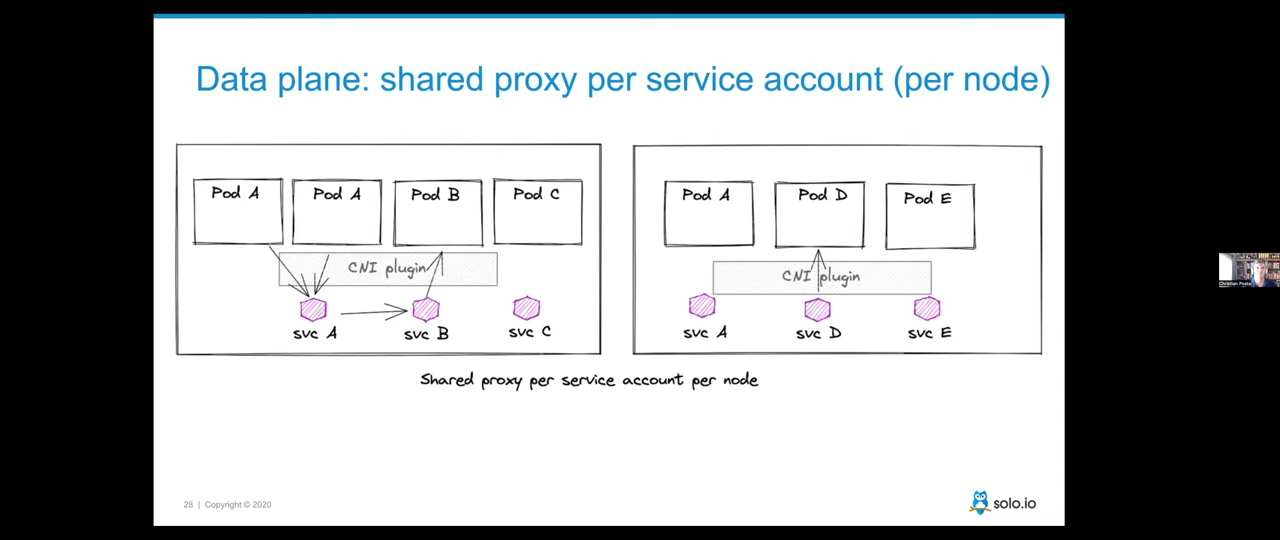 Data plane: shared proxy per service account (per node)
Pod A
Pod A
Pod B
Pod C
CNI plugin
svc A
svc B
svc C
Pod A
Pod D
Pod E
CNI plugin
svc A
svc D
svc E
Shared proxy per service account per node
28 | Copyright © 2020
solo.io
Christian Posta